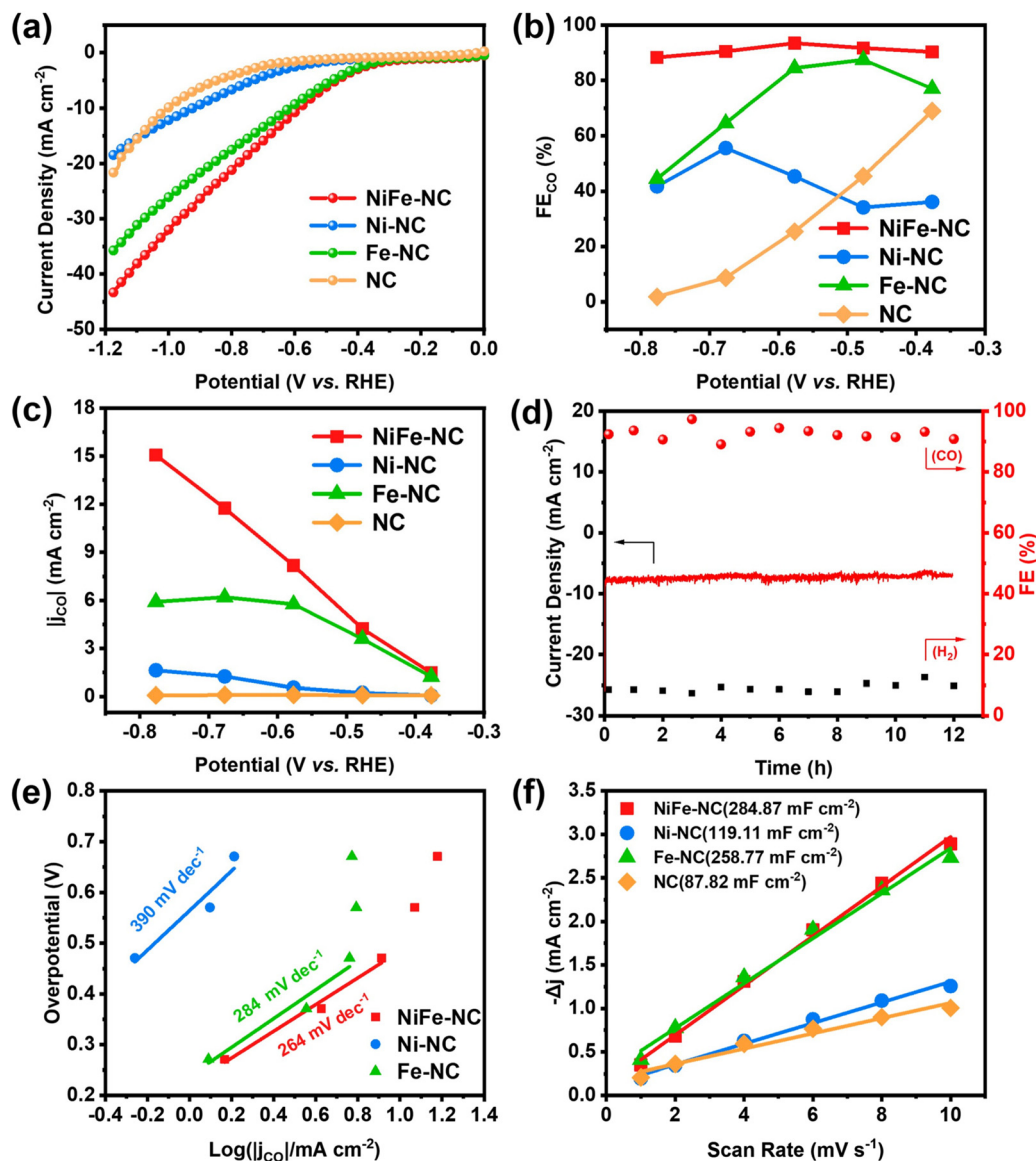 (a)
0
-10
-20
-30
-40
-50
-1.2
-1.0
-0.8
-0.6
-0.4
-0.2
0.0
Current Density (mA cm⁻²)
Potential (V vs. RHE)
NiFe-NC
Ni-NC
Fe-NC
NC
(b)
100
80
60
40
20
0
-0.8
-0.7
-0.6
-0.5
-0.4
-0.3
FE_CO (%)
Potential (V vs. RHE)
NiFe-NC
Ni-NC
Fe-NC
NC
(c)
18
15
12
9
6
3
0
-0.8
-0.7
-0.6
-0.5
-0.4
-0.3
|j_CO| (mA cm⁻²)
Potential (V vs. RHE)
NiFe-NC
Ni-NC
Fe-NC
NC
(d)
20
10
0
-10
-20
-30
0
2
4
6
8
10
12
100
80
60
40
20
0
Current Density (mA cm⁻²)
FE (%)
Time (h)
(CO)
(H₂)
(e)
0.8
0.7
0.6
0.5
0.4
0.3
0.2
-0.4
-0.2
0.0
0.2
0.4
0.6
0.8
1.0
1.2
1.4
Overpotential (V)
Log(|j_CO|/mA cm⁻²)
390 mV dec⁻¹
284 mV dec⁻¹
264 mV dec⁻¹
NiFe-NC
Ni-NC
Fe-NC
(f)
3.5
3.0
2.5
2.0
1.5
1.0
0.5
0.0
0
2
4
6
8
10
-Δj (mA cm⁻²)
Scan Rate (mV s⁻¹)
NiFe-NC(284.87 mF cm⁻²)
Ni-NC(119.11 mF cm⁻²)
Fe-NC(258.77 mF cm⁻²)
NC(87.82 mF cm⁻²)